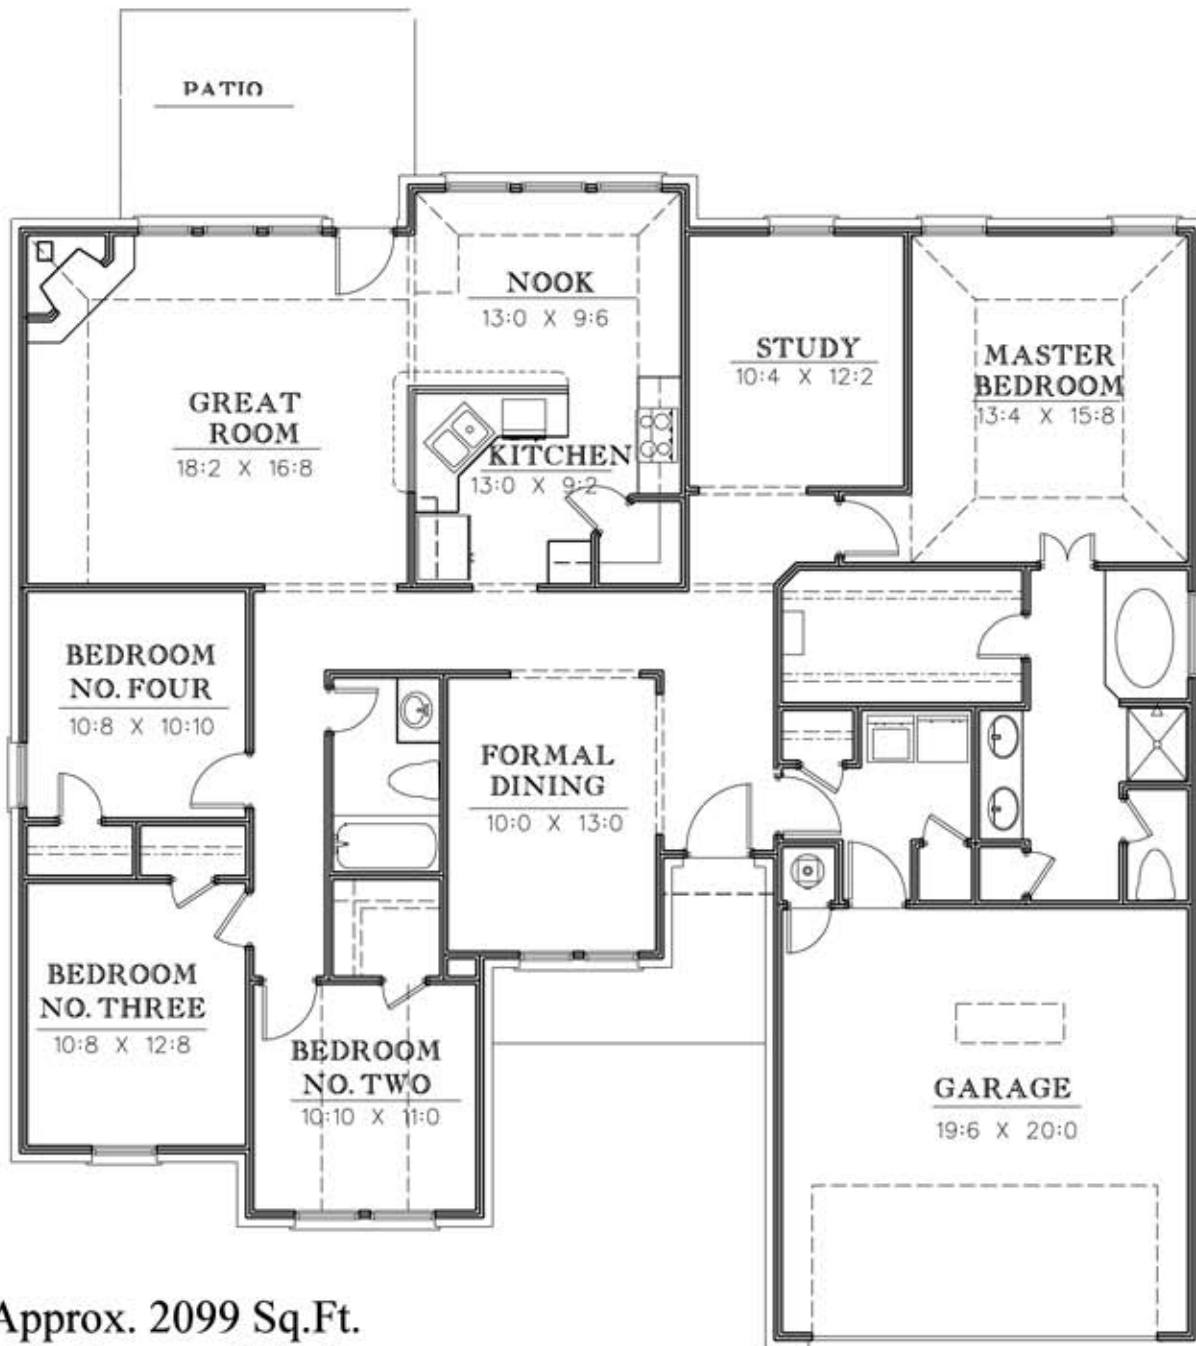 PATIO
NOOK
13:0 X 9:6
STUDY
10:4 X 12:2
MASTER
BEDROOM
13:4 X 15:8
GREAT
ROOM
18:2 X 16:8
KITCHEN
13:0 X 9:2
BEDROOM
NO. FOUR
10:8 X 10:10
FORMAL
DINING
10:0 X 13:0
BEDROOM
NO. THREE
10:8 X 12:8
BEDROOM
NO. TWO
10:10 X 11:0
GARAGE
19:6 X 20:0
Approx. 2099 Sq.Ft.